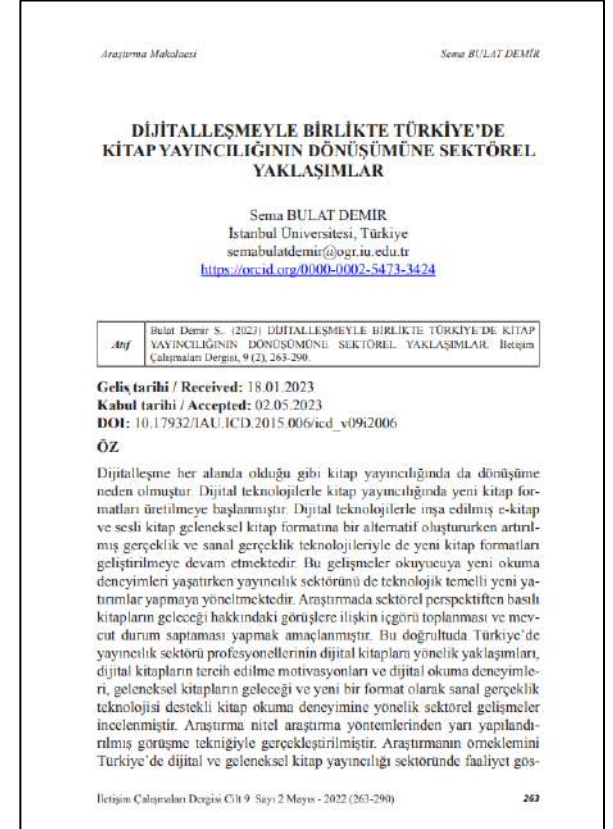 Araştırma Makalaesi Sema BULAT DEMİR
DİJİTALLEŞMEYLE BİRLİKTE TÜRKİYE'DE
KİTAP YAYINCILIĞININ DÖNÜŞÜMÜNE SEKTÖREL
YAKLAŞIMLAR
Sema BULAT DEMİR
İstanbul Üniversitesi, Türkiye
semabulatdemir@ogr.iu.edu.tr
https://orcid.org/0000-0002-5473-3424
Atıf
Bulat Demir S., (2023) DİJİTALLEŞMEYLE BİRLİKTE TÜRKİYE'DE KİTAP
YAYINCILIĞININ DÖNÜŞÜMÜNE SEKTÖREL YAKLAŞIMLAR. İletişim
Çalışmaları Dergisi, 9 (2), 263-290.
Geliş tarihi / Received: 18.01.2023
Kabul tarihi / Accepted: 02.05.2023
DOI: 10.17932/IAU.ICD.2015.006/icd_v09i2006
ÖZ
Dijitalleşme her alanda olduğu gibi kitap yayıncılığında da dönüşüme
neden olmuştur. Dijital teknolojilerle kitap yayıncılığında yeni kitap for-
matları üretilmeye başlanmıştır. Dijital teknolojilerle inşa edilmiş e-kitap
ve sesli kitap geleneksel kitap formatına bir alternatif oluştururken artırıl-
mış gerçeklik ve sanal gerçeklik teknolojileriyle de yeni kitap formatları
geliştirilmeye devam etmektedir. Bu gelişmeler okuyucuya yeni okuma
deneyimleri yaşatırken yayıncılık sektörünü de teknolojik temelli yeni ya-
tırımlar yapmaya yöneltmektedir. Araştırmada sektörel perspektiften basılı
kitapların geleceği hakkındaki görüşlere ilişkin içgörü toplanması ve mev-
cut durum saptaması yapmak amaçlanmıştır. Bu doğrultuda Türkiye'de
yayıncılık sektörü profesyonellerinin dijital kitaplara yönelik yaklaşımları,
dijital kitapların tercih edilme motivasyonları ve dijital okuma deneyimle-
ri, geleneksel kitapların geleceği ve yeni bir format olarak sanal gerçeklik
teknolojisi destekli kitap okuma deneyimine yönelik sektörel gelişmeler
incelenmiştir. Araştırma nitel araştırma yöntemlerinden yarı yapılandı-
rılmış görüşme tekniğiyle gerçekleştirilmiştir. Araştırmanın örneklemini
Türkiye'de dijital ve geleneksel kitap yayıncılığı sektöründe faaliyet gös-
İletişim Çalışmaları Dergisi Cilt 9 Sayı 2 Mayıs - 2022 (263-290) 263